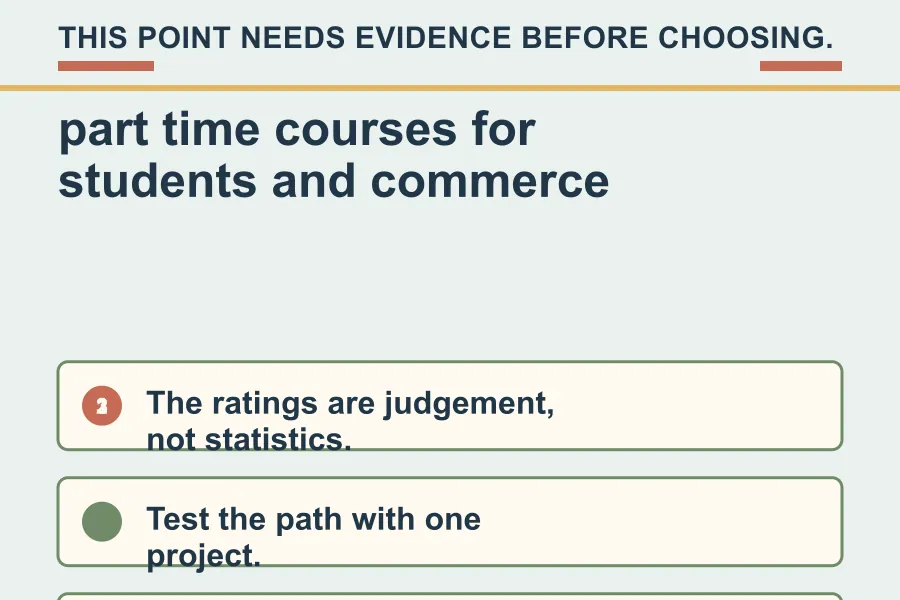 THIS POINT NEEDS EVIDENCE BEFORE CHOOSING.
part time courses for
students and commerce
The ratings are judgement,
not statistics.
Test the path with one
project.